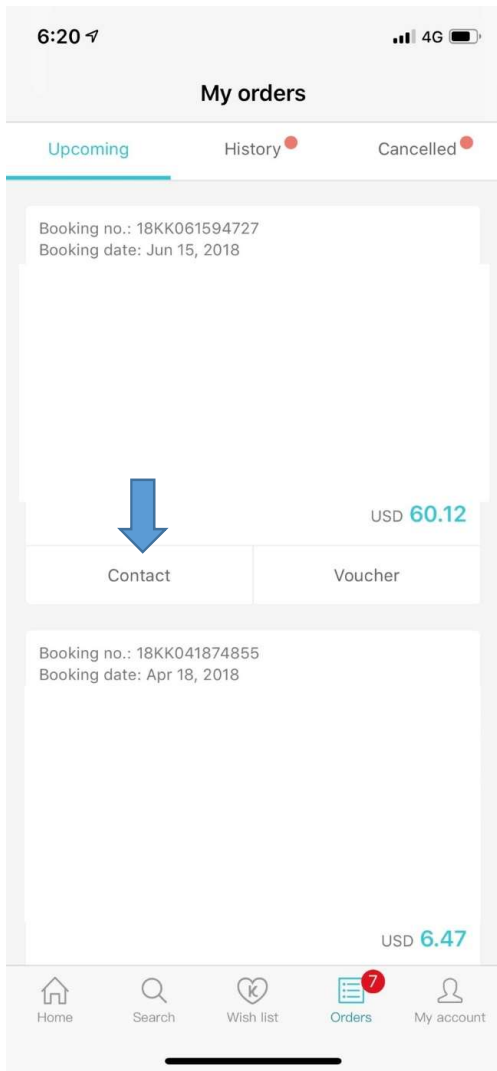 6:20 4G
My orders
Upcoming History Cancelled
Booking no.: 18KK061594727
Booking date: Jun 15, 2018
USD 60.12
Contact Voucher
Booking no.: 18KK041874855
Booking date: Apr 18, 2018
USD 6.47
K 7
Home Search Wish list Orders My account